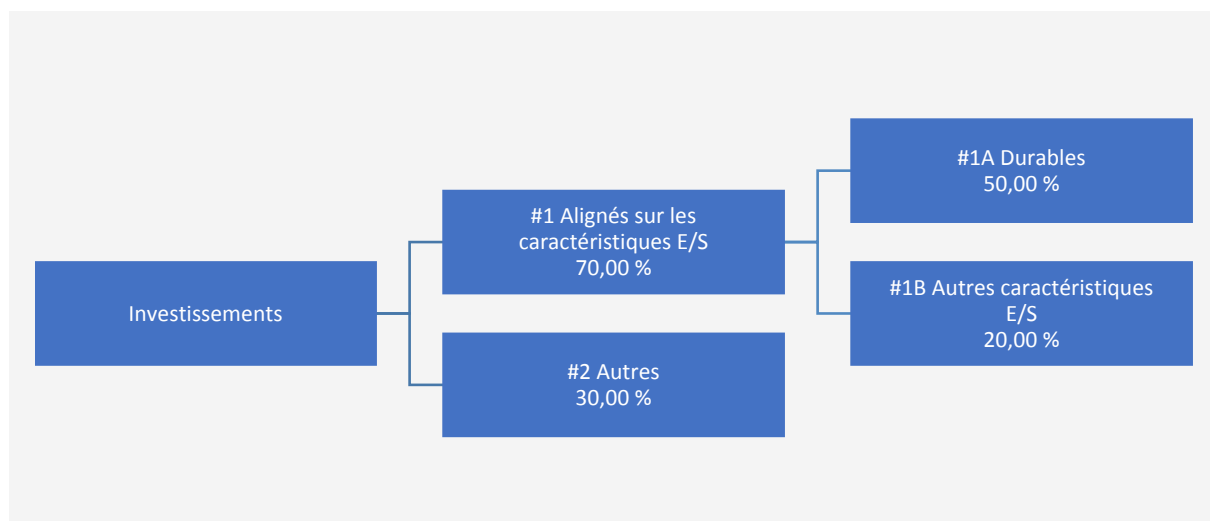 Investissements
#1 Alignés sur les
caractéristiques E/S
70,00 %
#2 Autres
30,00 %
#1A Durables
50,00 %
#1B Autres caractéristiques
E/S
20,00 %